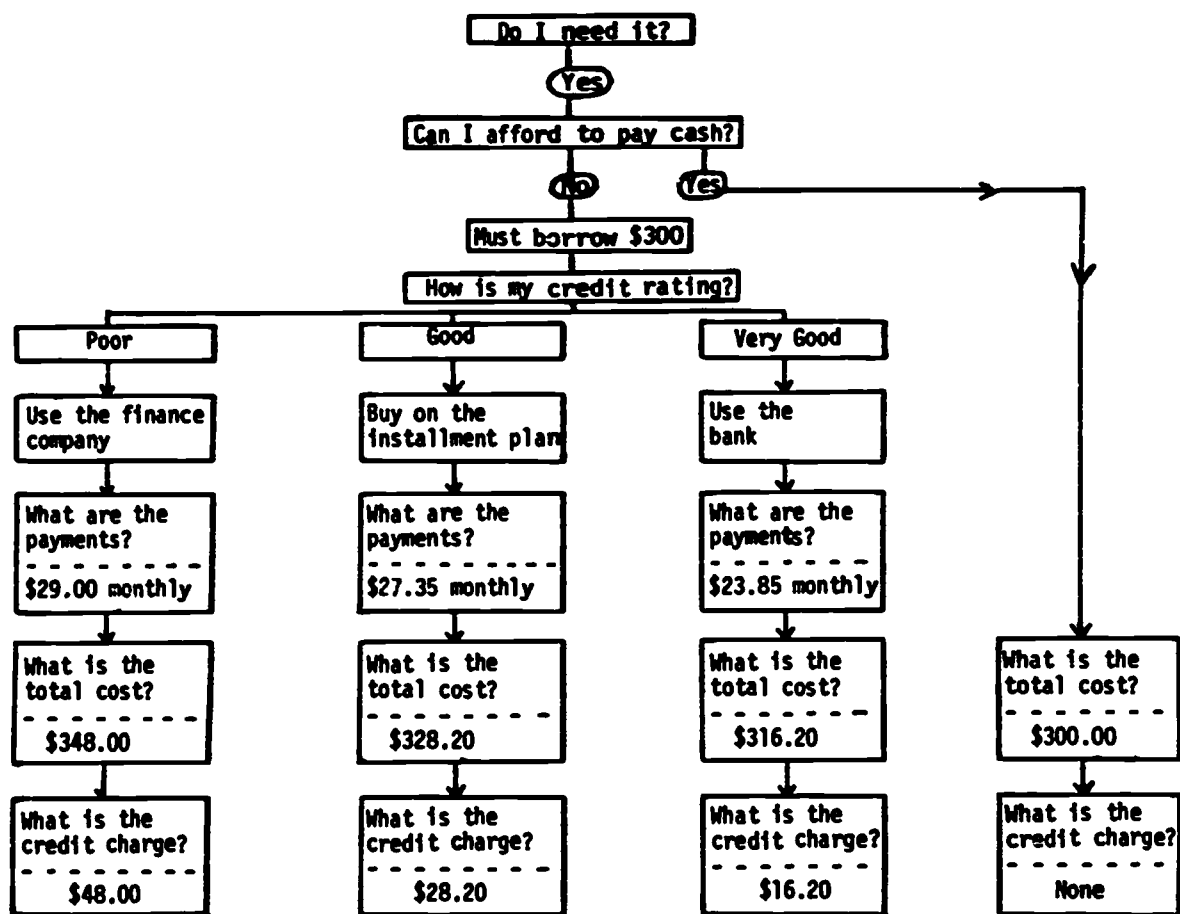 Do I need it?
Yes
Can I afford to pay cash?
No
Yes
Must borrow $300
How is my credit rating?
Poor
Use the finance
company
What are the
payments?
$29.00 monthly
What is the
total cost?
$348.00
What is the
credit charge?
$48.00
Good
Buy on the
installment plan
What are the
payments?
$27.35 monthly
What is the
total cost?
$328.20
What is the
credit charge?
$28.20
Very Good
Use the
bank
What are the
payments?
$23.85 monthly
What is the
total cost?
$316.20
What is the
credit charge?
$16.20
What is the
total cost?
$300.00
What is the
credit charge?
None